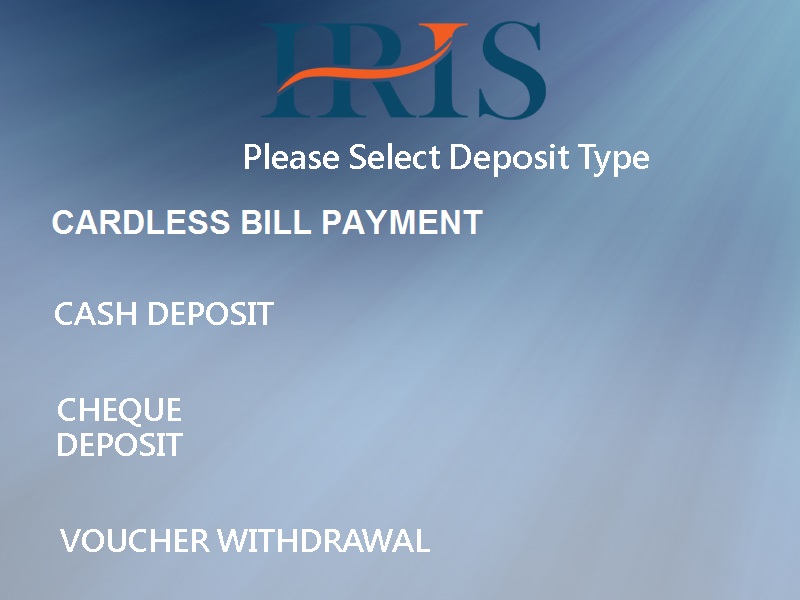 IRIS
Please Select Deposit Type
CARDLESS BILL PAYMENT
CASH DEPOSIT
CHEQUE
DEPOSIT
VOUCHER WITHDRAWAL